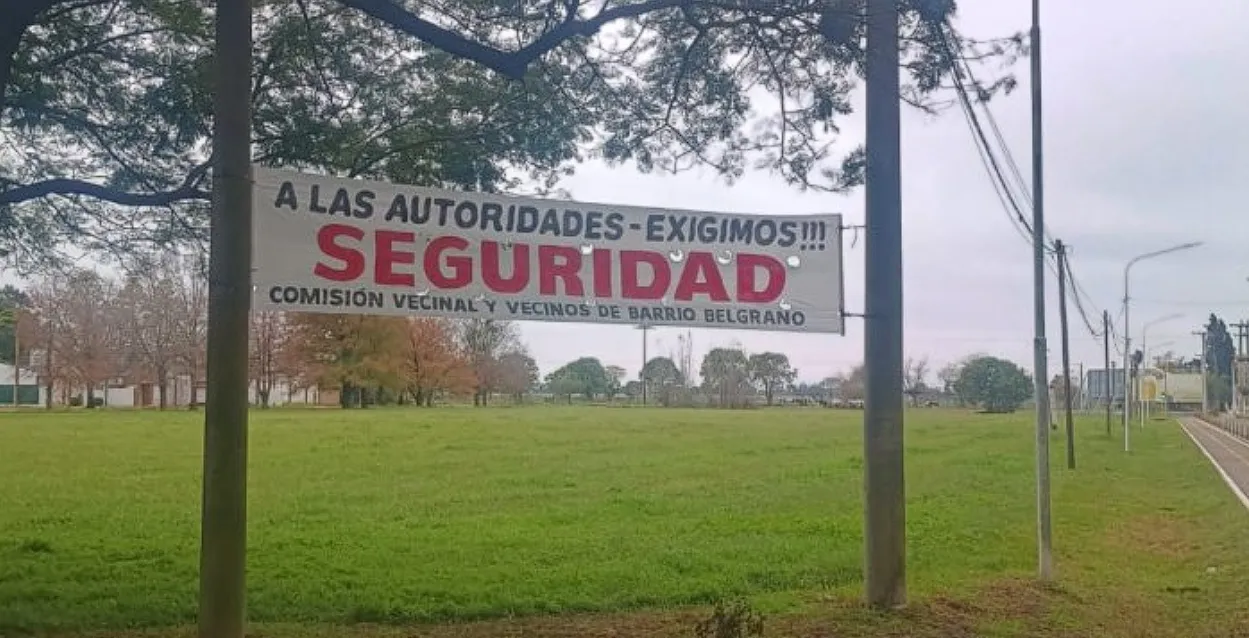 A LAS AUTORIDADES - EXIGIMOS!!!
SEGURIDAD
COMISIÓN VECINAL Y VECINOS DE BARRIO BELGRANO